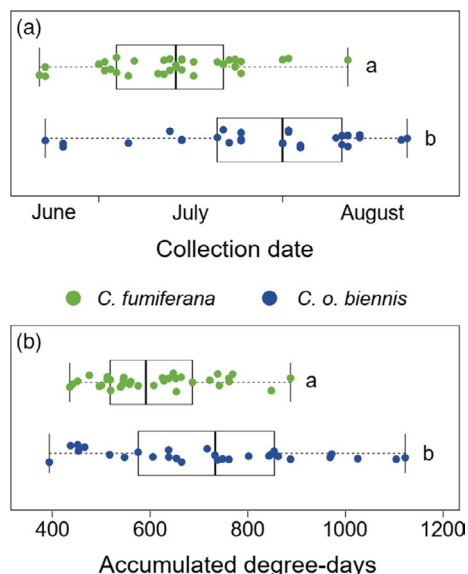 (a)
a
b
June July August
Collection date
C. fumiferana C. o. biennis
(b)
a
b
400 600 800 1000 1200
Accumulated degree-days